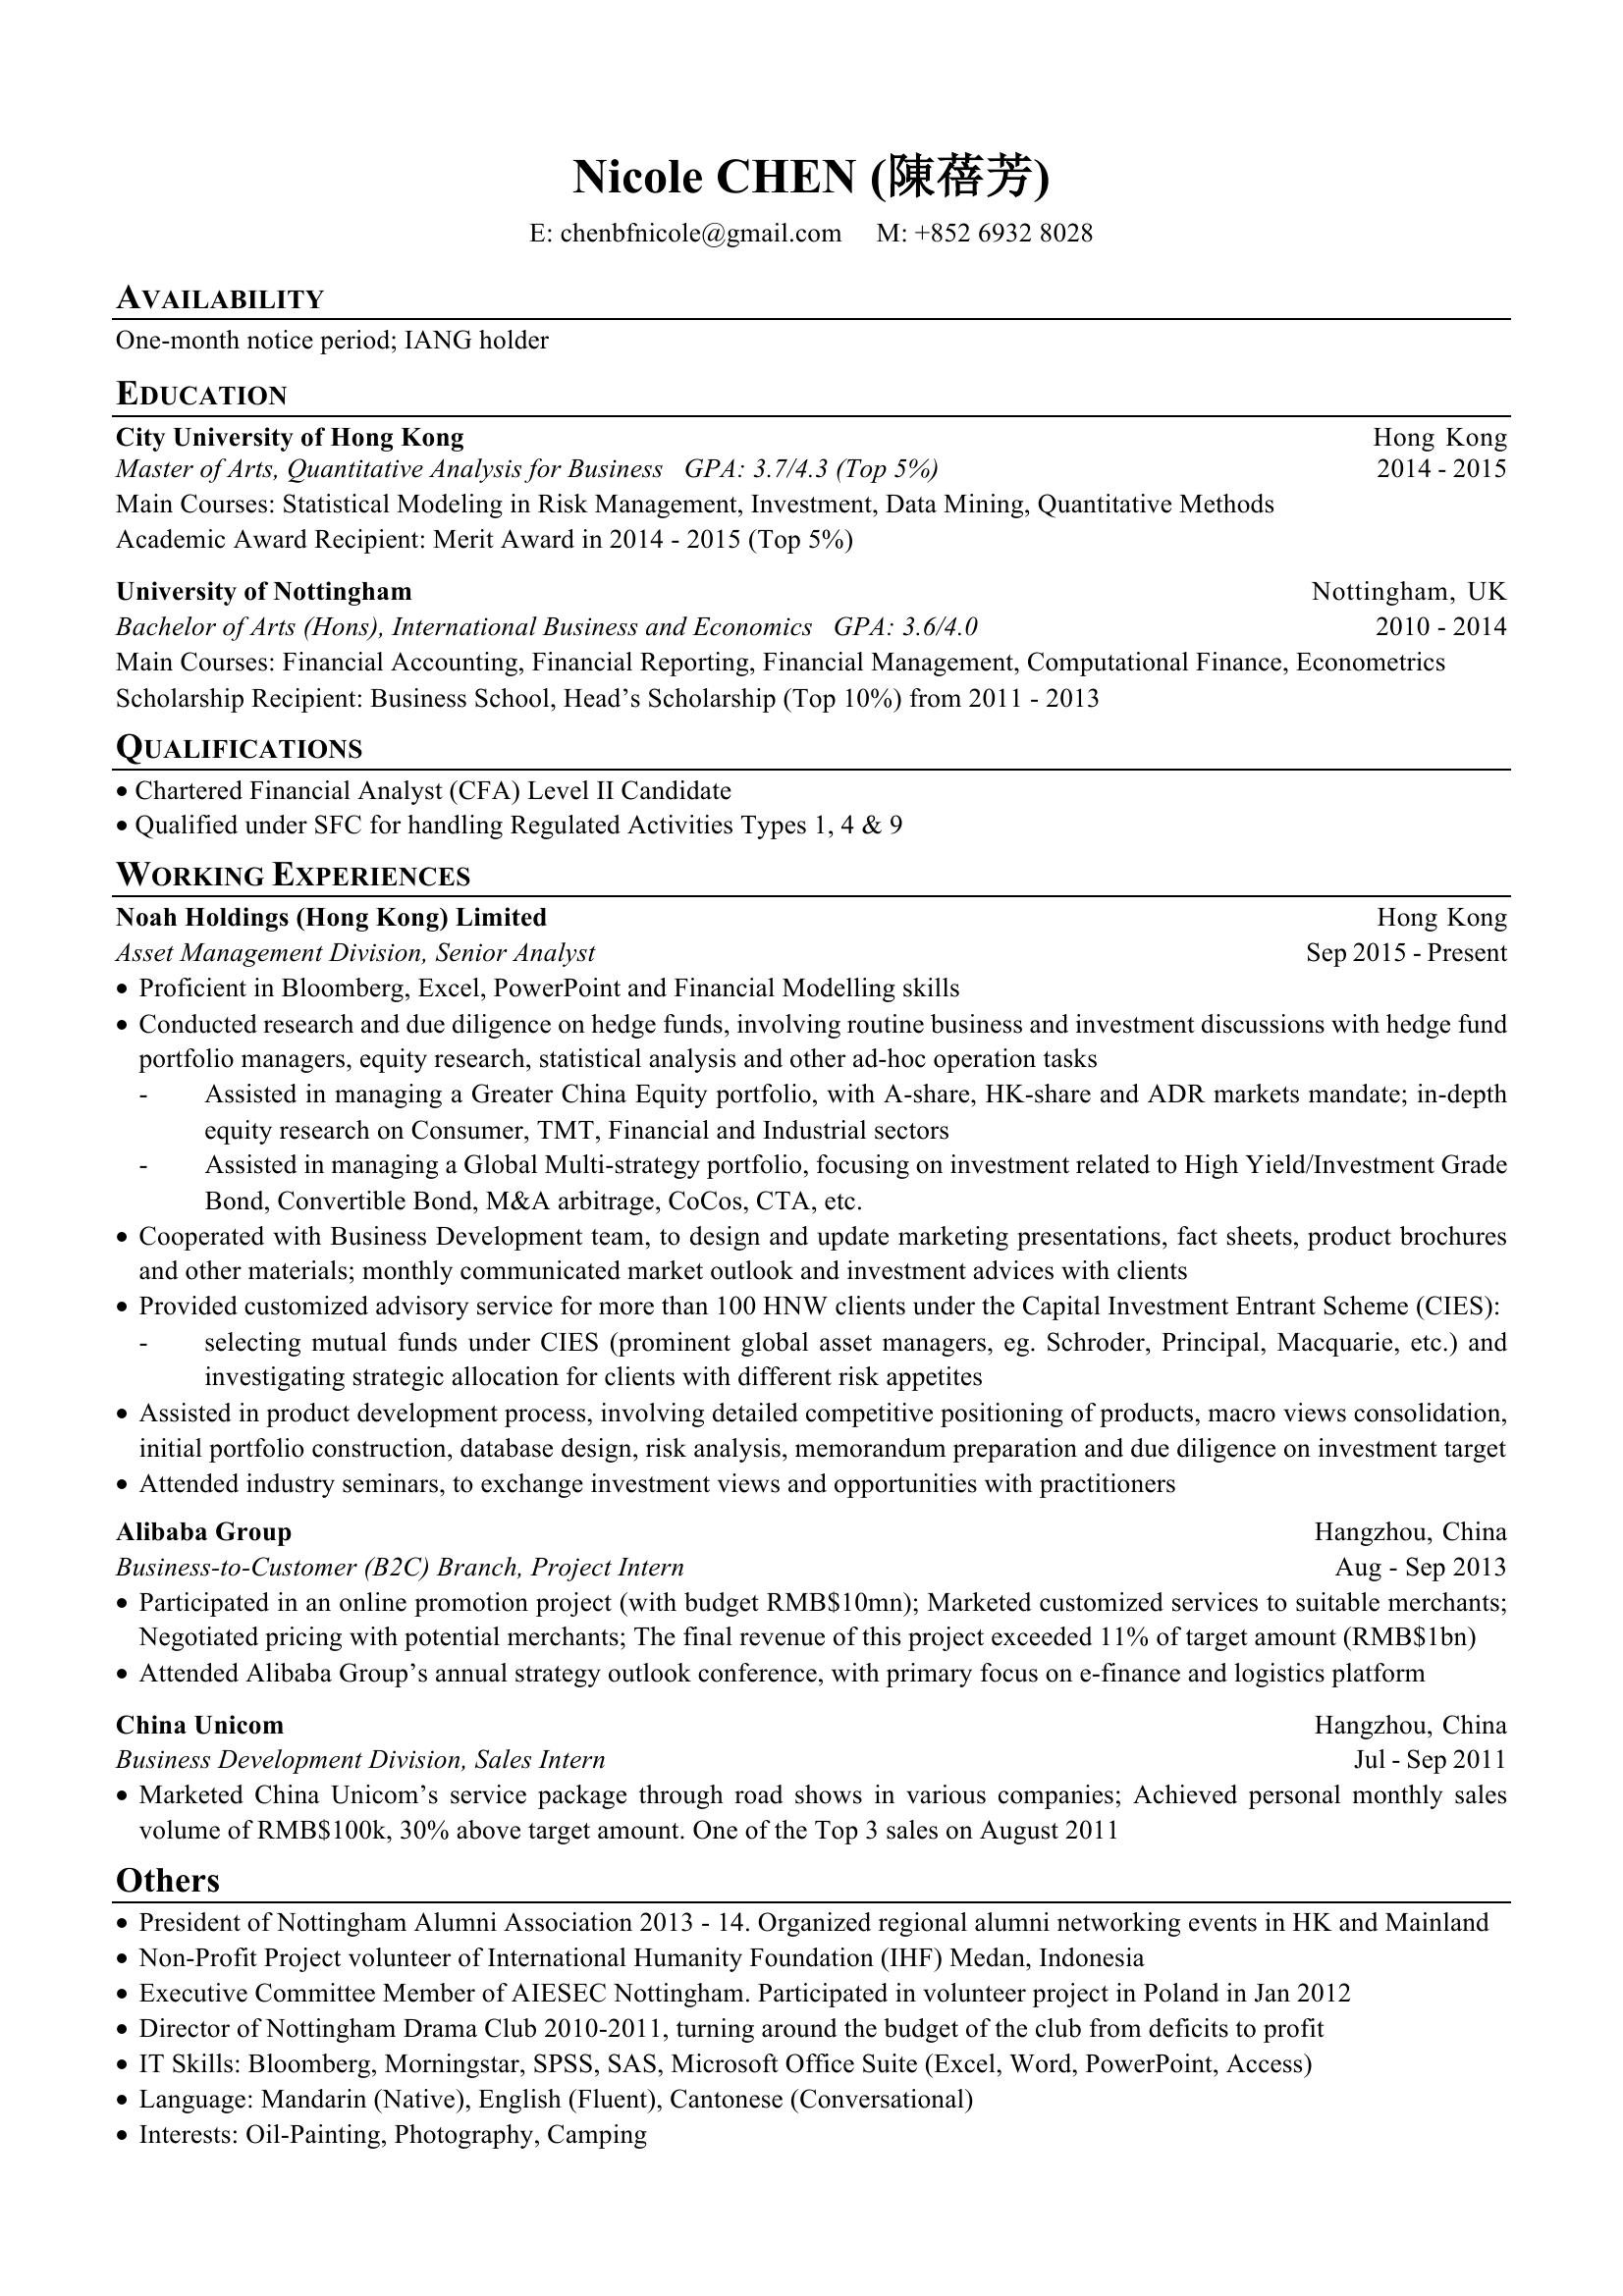 Nicole CHEN (陳蓓芳)
E: chenbfnicole@gmail.com M: +852 6932 8028
AVAILABILITY
One-month notice period; IANG holder
EDUCATION
City University of Hong Kong Hong Kong
Master of Arts, Quantitative Analysis for Business GPA: 3.7/4.3 (Top 5%) 2014 - 2015
Main Courses: Statistical Modeling in Risk Management, Investment, Data Mining, Quantitative Methods
Academic Award Recipient: Merit Award in 2014 - 2015 (Top 5%)
University of Nottingham Nottingham, UK
Bachelor of Arts (Hons), International Business and Economics GPA: 3.6/4.0 2010 - 2014
Main Courses: Financial Accounting, Financial Reporting, Financial Management, Computational Finance, Econometrics
Scholarship Recipient: Business School, Head's Scholarship (Top 10%) from 2011 - 2013
QUALIFICATIONS
• Chartered Financial Analyst (CFA) Level II Candidate
• Qualified under SFC for handling Regulated Activities Types 1, 4 & 9
WORKING EXPERIENCES
Noah Holdings (Hong Kong) Limited Hong Kong
Asset Management Division, Senior Analyst Sep 2015 - Present
• Proficient in Bloomberg, Excel, PowerPoint and Financial Modelling skills
• Conducted research and due diligence on hedge funds, involving routine business and investment discussions with hedge fund
portfolio managers, equity research, statistical analysis and other ad-hoc operation tasks
- Assisted in managing a Greater China Equity portfolio, with A-share, HK-share and ADR markets mandate; in-depth
equity research on Consumer, TMT, Financial and Industrial sectors
- Assisted in managing a Global Multi-strategy portfolio, focusing on investment related to High Yield/Investment Grade
Bond, Convertible Bond, M&A arbitrage, CoCos, CTA, etc.
• Cooperated with Business Development team, to design and update marketing presentations, fact sheets, product brochures
and other materials; monthly communicated market outlook and investment advices with clients
• Provided customized advisory service for more than 100 HNW clients under the Capital Investment Entrant Scheme (CIES):
- selecting mutual funds under CIES (prominent global asset managers, eg. Schroder, Principal, Macquarie, etc.) and
investigating strategic allocation for clients with different risk appetites
• Assisted in product development process, involving detailed competitive positioning of products, macro views consolidation,
initial portfolio construction, database design, risk analysis, memorandum preparation and due diligence on investment target
• Attended industry seminars, to exchange investment views and opportunities with practitioners
Alibaba Group Hangzhou, China
Business-to-Customer (B2C) Branch, Project Intern Aug - Sep 2013
• Participated in an online promotion project (with budget RMB$10mn); Marketed customized services to suitable merchants;
Negotiated pricing with potential merchants; The final revenue of this project exceeded 11% of target amount (RMB$1bn)
• Attended Alibaba Group's annual strategy outlook conference, with primary focus on e-finance and logistics platform
China Unicom Hangzhou, China
Business Development Division, Sales Intern Jul - Sep 2011
• Marketed China Unicom's service package through road shows in various companies; Achieved personal monthly sales
volume of RMB$100k, 30% above target amount. One of the Top 3 sales on August 2011
Others
• President of Nottingham Alumni Association 2013 - 14. Organized regional alumni networking events in HK and Mainland
• Non-Profit Project volunteer of International Humanity Foundation (IHF) Medan, Indonesia
• Executive Committee Member of AIESEC Nottingham. Participated in volunteer project in Poland in Jan 2012
• Director of Nottingham Drama Club 2010-2011, turning around the budget of the club from deficits to profit
• IT Skills: Bloomberg, Morningstar, SPSS, SAS, Microsoft Office Suite (Excel, Word, PowerPoint, Access)
• Language: Mandarin (Native), English (Fluent), Cantonese (Conversational)
• Interests: Oil-Painting, Photography, Camping